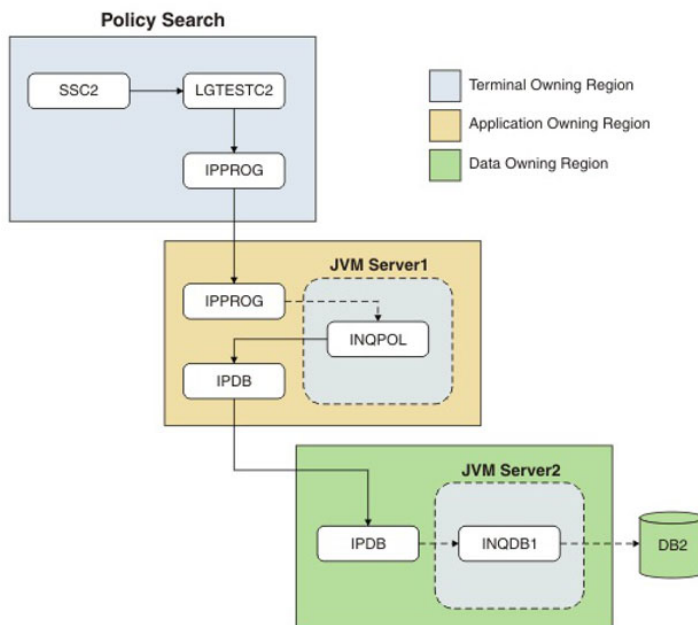 Policy Search
SSC2
LGTESTC2
IPPROG
Terminal Owning Region
Application Owning Region
Data Owning Region
JVM Server1
IPPROG
INQPOL
IPDB
JVM Server2
IPDB
INQDB1
DB2